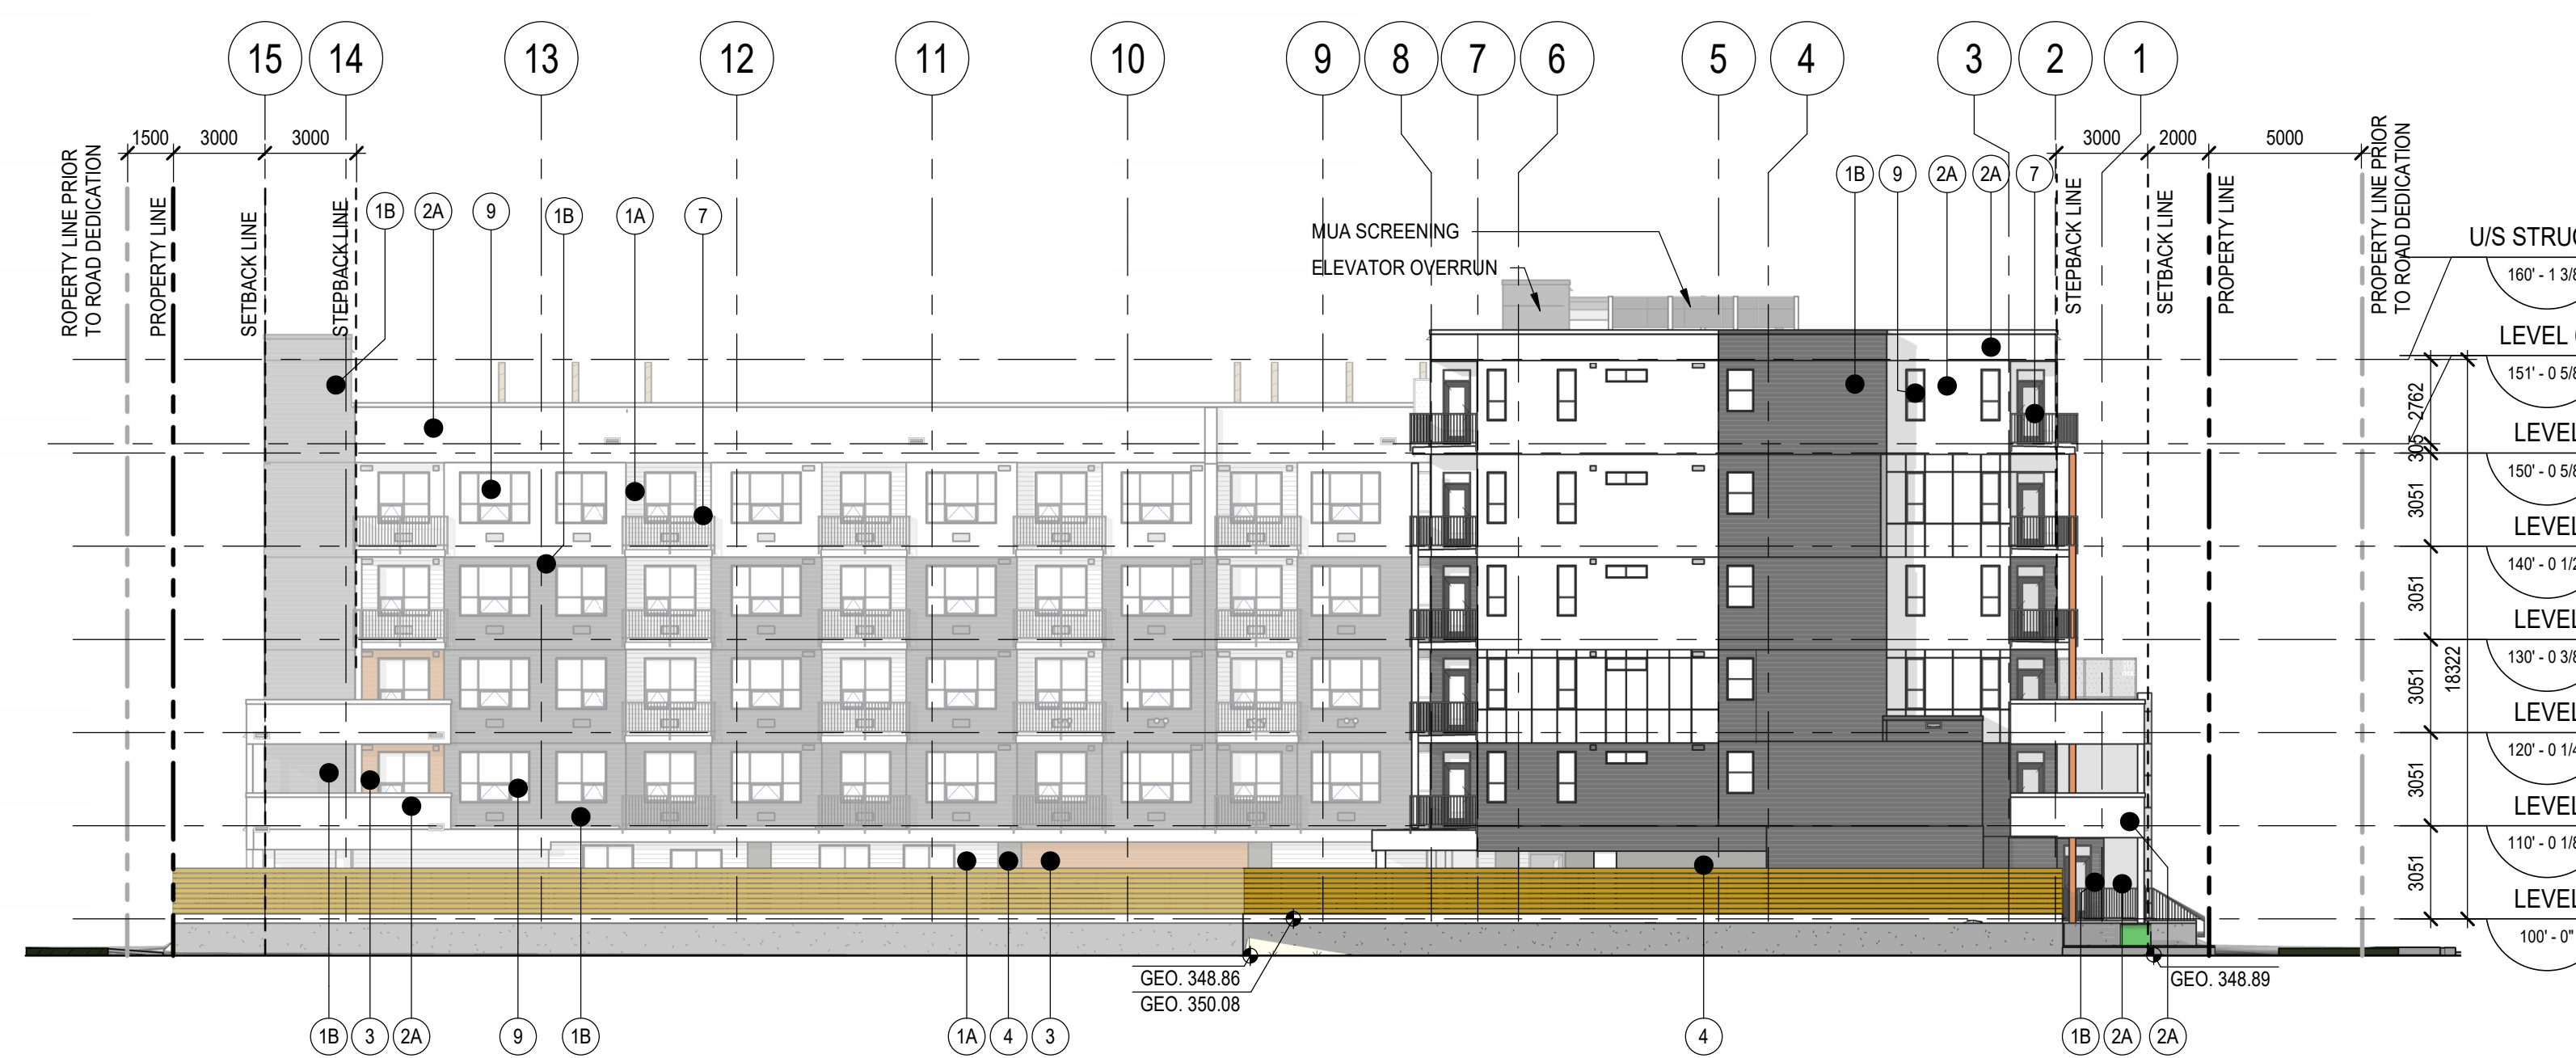 15 14 13 12 11 10 9 8 7 6 5 4 3 2 1
1500 3000 3000
3000 2000 5000
ROPERTY LINE PRIOR
TO ROAD DEDICATION
PROPERTY LINE
SETBACK LINE
STEPBACK LINE
1B 2A 9 1B 1A 7
MUA SCREENING
ELEVATOR OVERRUN
1B 9 2A 2A 7
STEPBACK LINE
SETBACK LINE
PROPERTY LINE
PROPERTY LINE PRIOR
TO ROAD DEDICATION
U/S STRUC
160' - 1 3/8
LEVEL
151' - 0 5/8
2762
LEVEL
305
150' - 0 5/8
3051
LEVEL
140' - 0 1/2
3051
LEVEL
130' - 0 3/8
3051
18322
LEVEL
120' - 0 1/4
3051
LEVEL
110' - 0 1/8
3051
LEVEL
100' - 0"
GEO. 348.86
GEO. 350.08
GEO. 348.89
1B 3 2A 9 1B 1A 4 3 4 1B 2A 2A